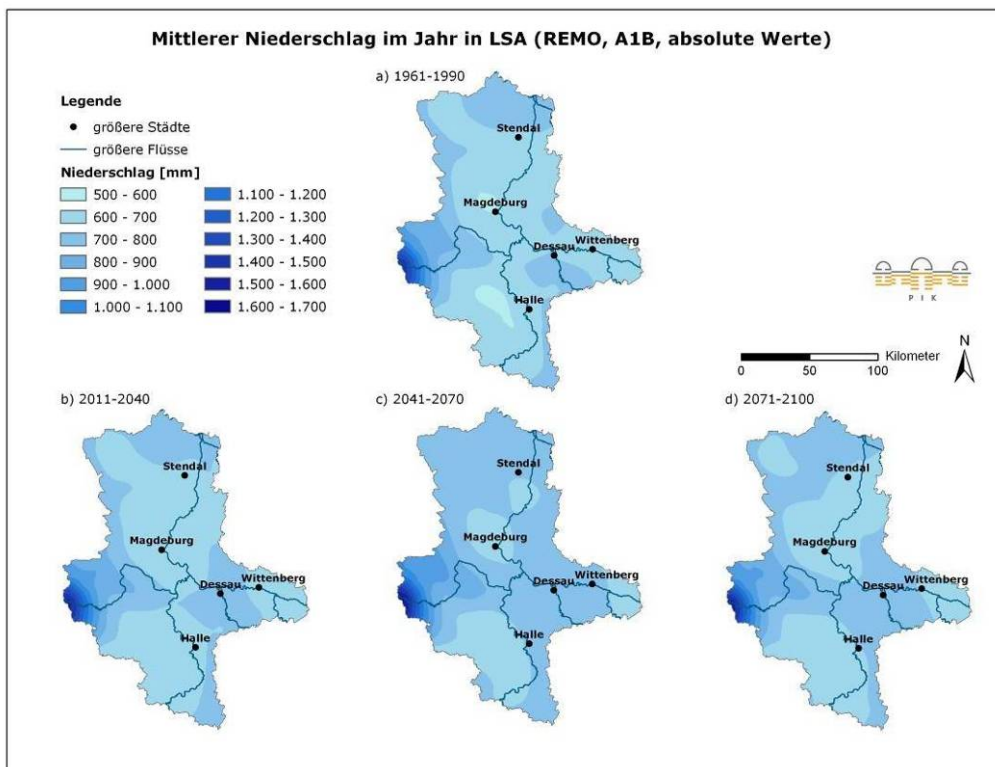 Mittlerer Niederschlag im Jahr in LSA (REMO, A1B, absolute Werte)
a) 1961-1990
Legende
größere Städte
größere Flüsse
Niederschlag [mm]
500 - 600
600 - 700
700 - 800
800 - 900
900 - 1.000
1.000 - 1.100
1.100 - 1.200
1.200 - 1.300
1.300 - 1.400
1.400 - 1.500
1.500 - 1.600
1.600 - 1.700
Stendal
Magdeburg
Dessau
Wittenberg
Halle
P I K
N
Kilometer
0 50 100
b) 2011-2040
Stendal
Magdeburg
Dessau
Wittenberg
Halle
c) 2041-2070
Stendal
Magdeburg
Dessau
Wittenberg
Halle
d) 2071-2100
Stendal
Magdeburg
Dessau
Wittenberg
Halle